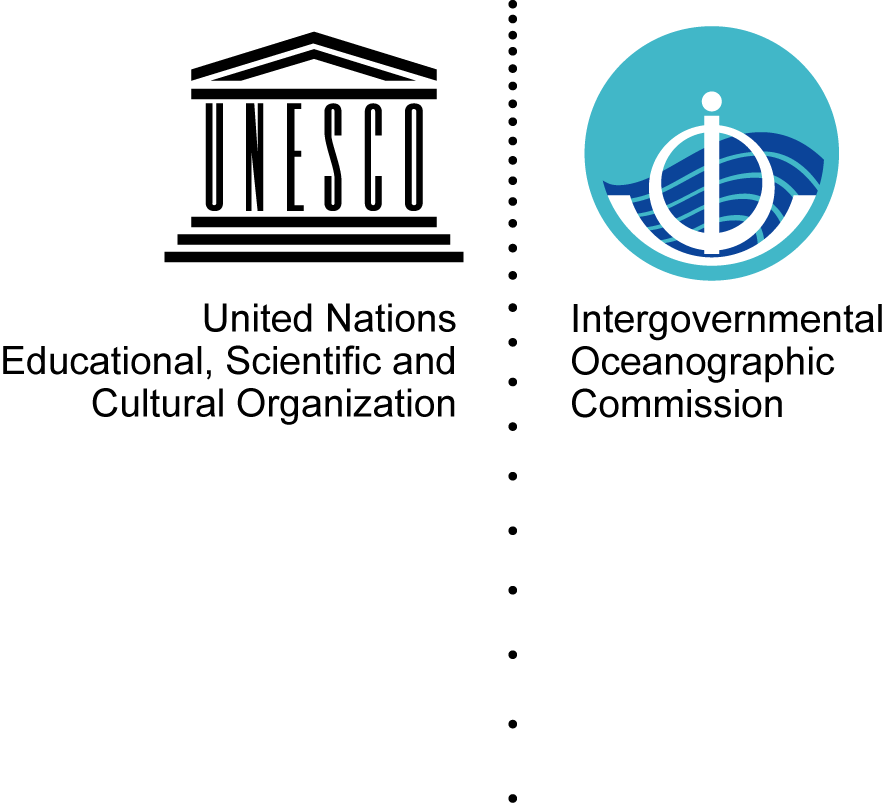 UNESCO
United Nations
Educational, Scientific and
Cultural Organization
Intergovernmental
Oceanographic
Commission